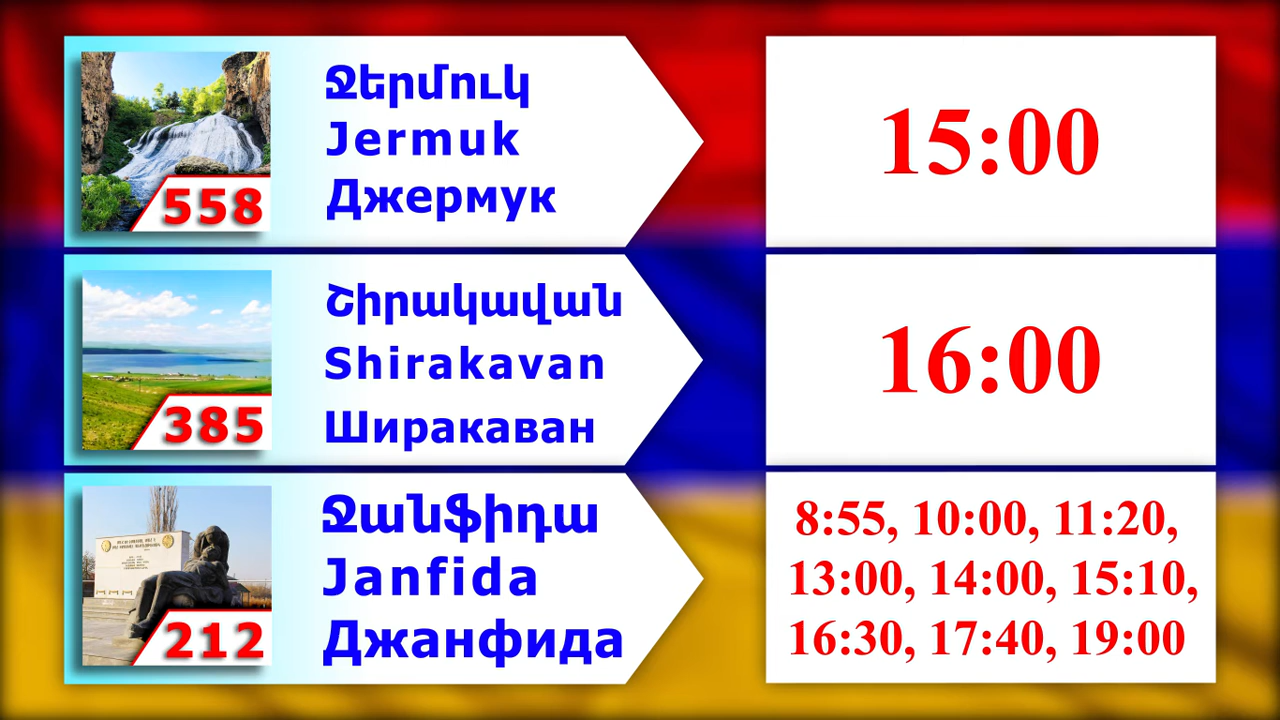 Ջերմուկ
Jermuk
Джермук
558
15:00
Շիրակավան
Shirakavan
Ширакаван
385
16:00
Ջանֆիդա
Janfida
Джанфида
212
8:55, 10:00, 11:20,
13:00, 14:00, 15:10,
16:30, 17:40, 19:00